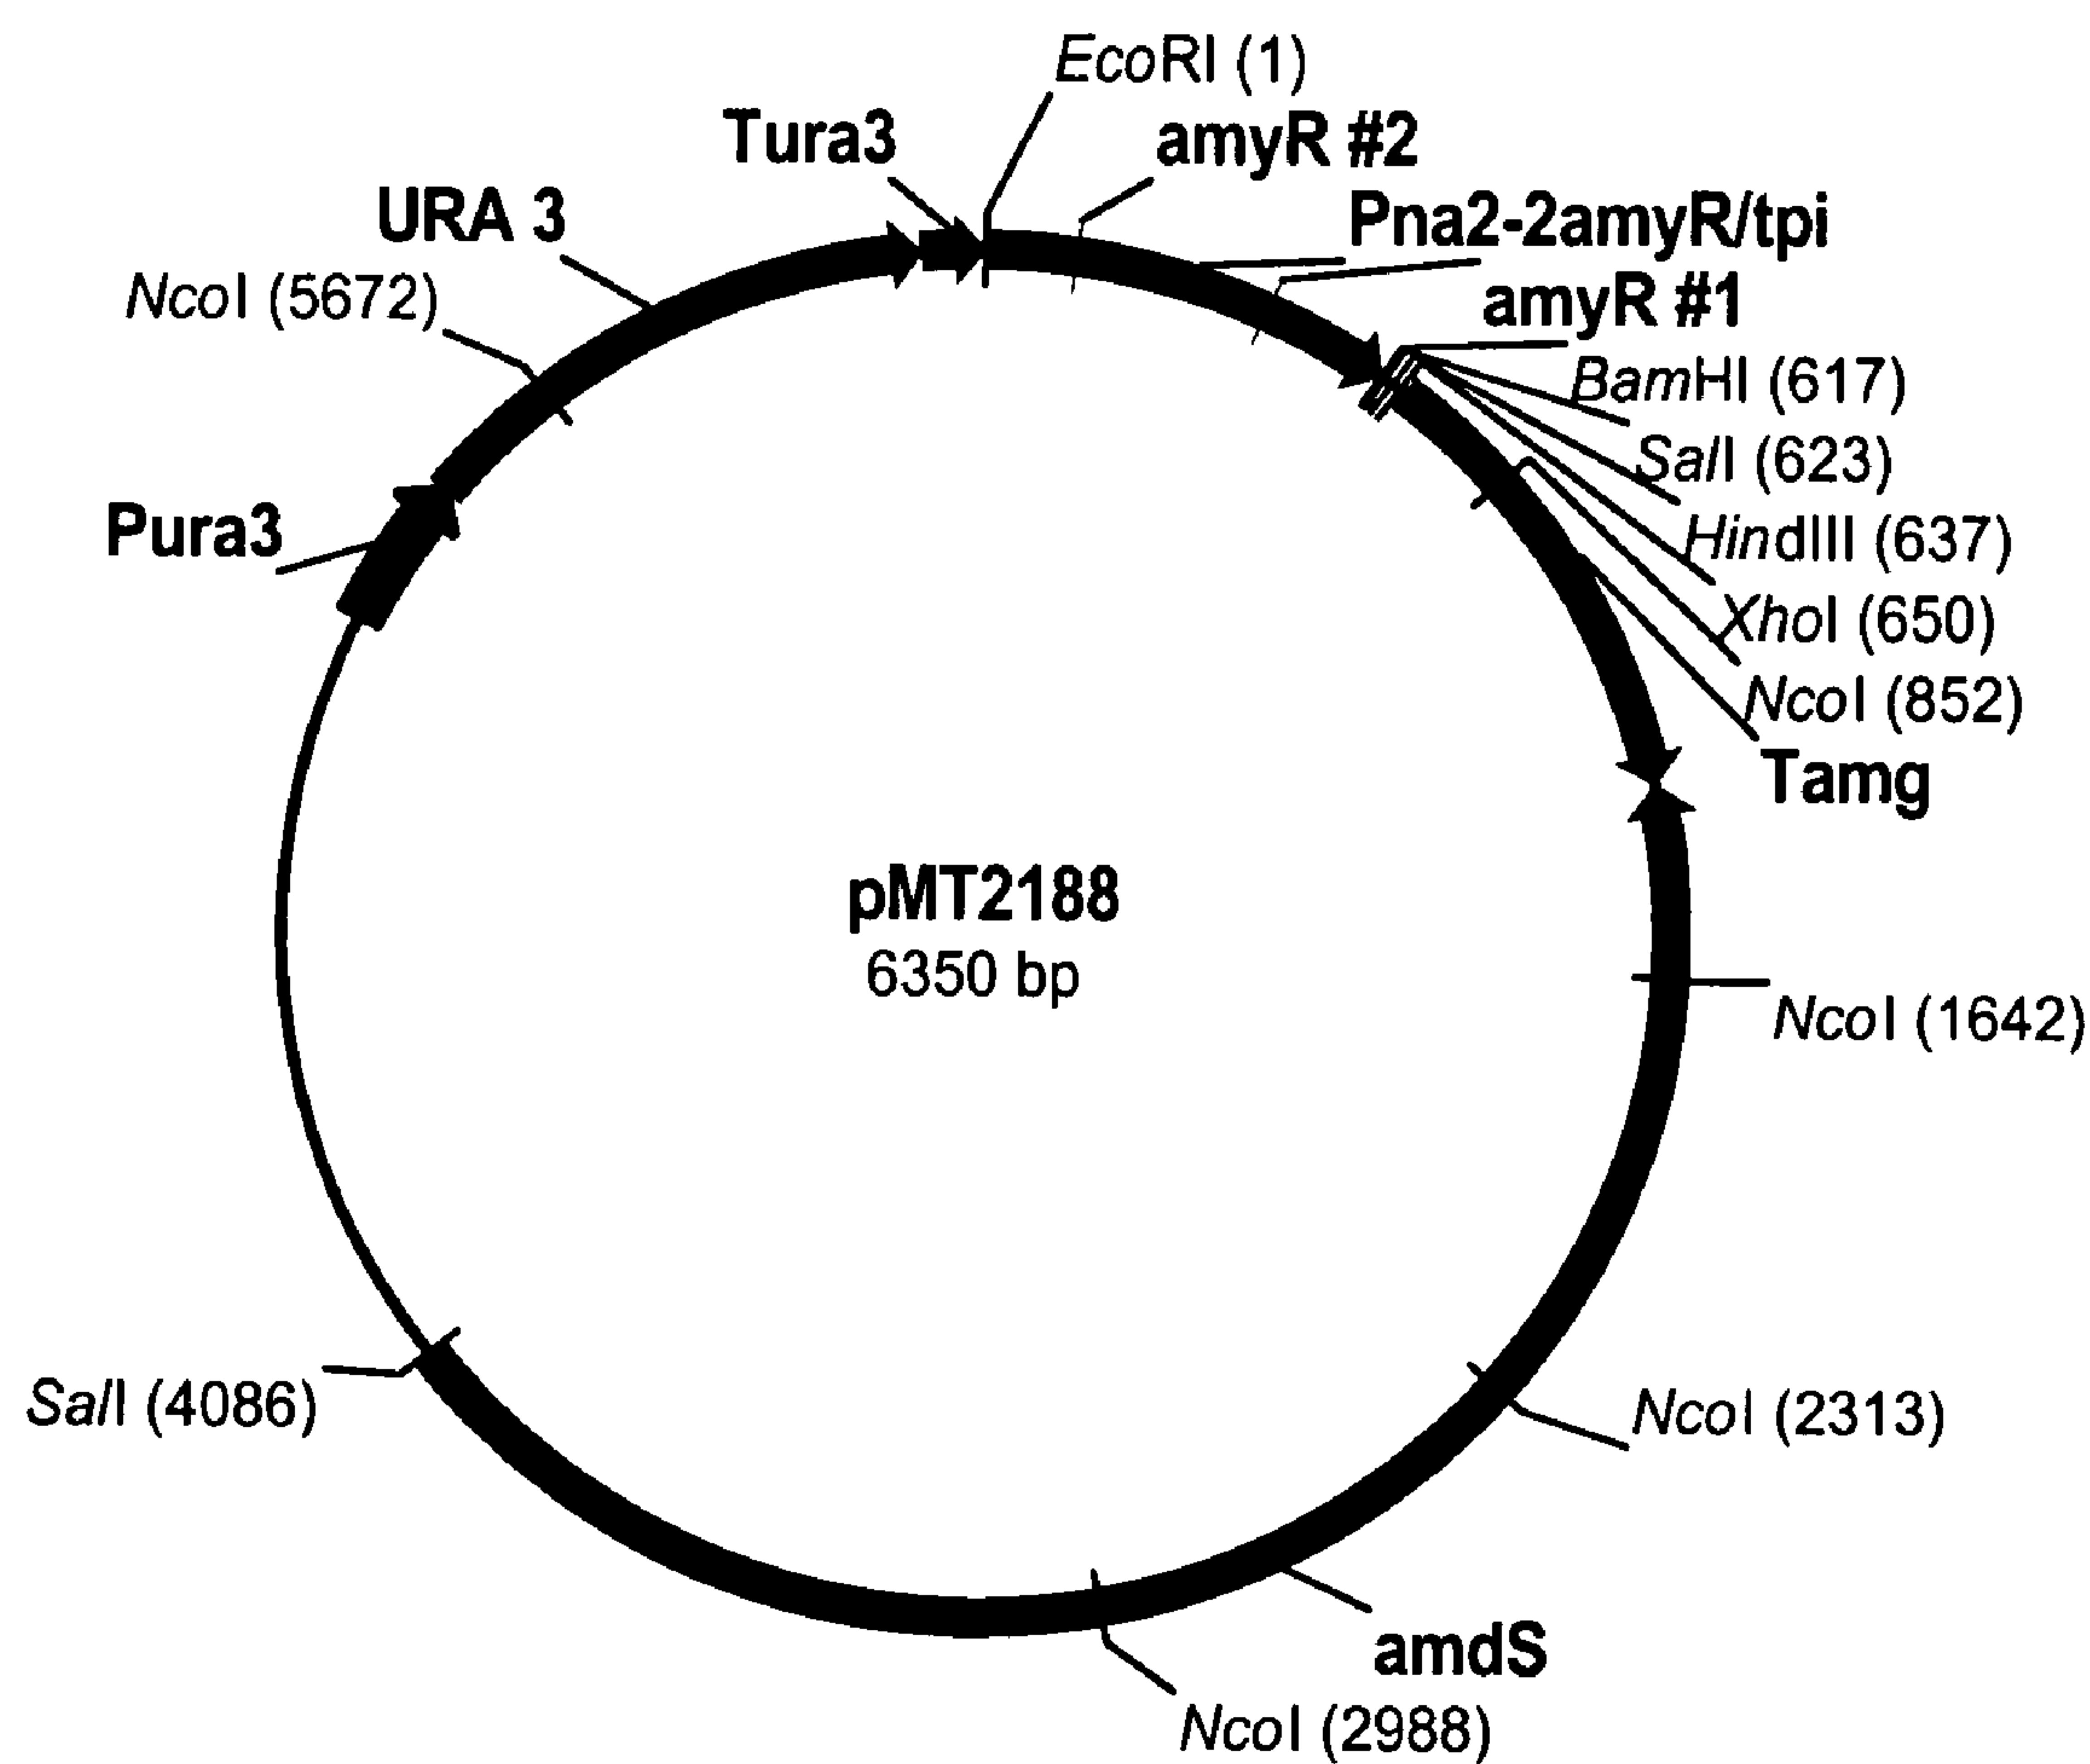 EcoRI (1)
Tura3
amyR #2
URA 3
Pna2-2amyR/tpi
NcoI (5672)
amyR #1
BamHI (617)
SalI (623)
Pura3
HindIII (637)
XhoI (650)
NcoI (852)
Tamg
pMT2188
6350 bp
NcoI (1642)
SalI (4086)
NcoI (2313)
amdS
NcoI (2988)